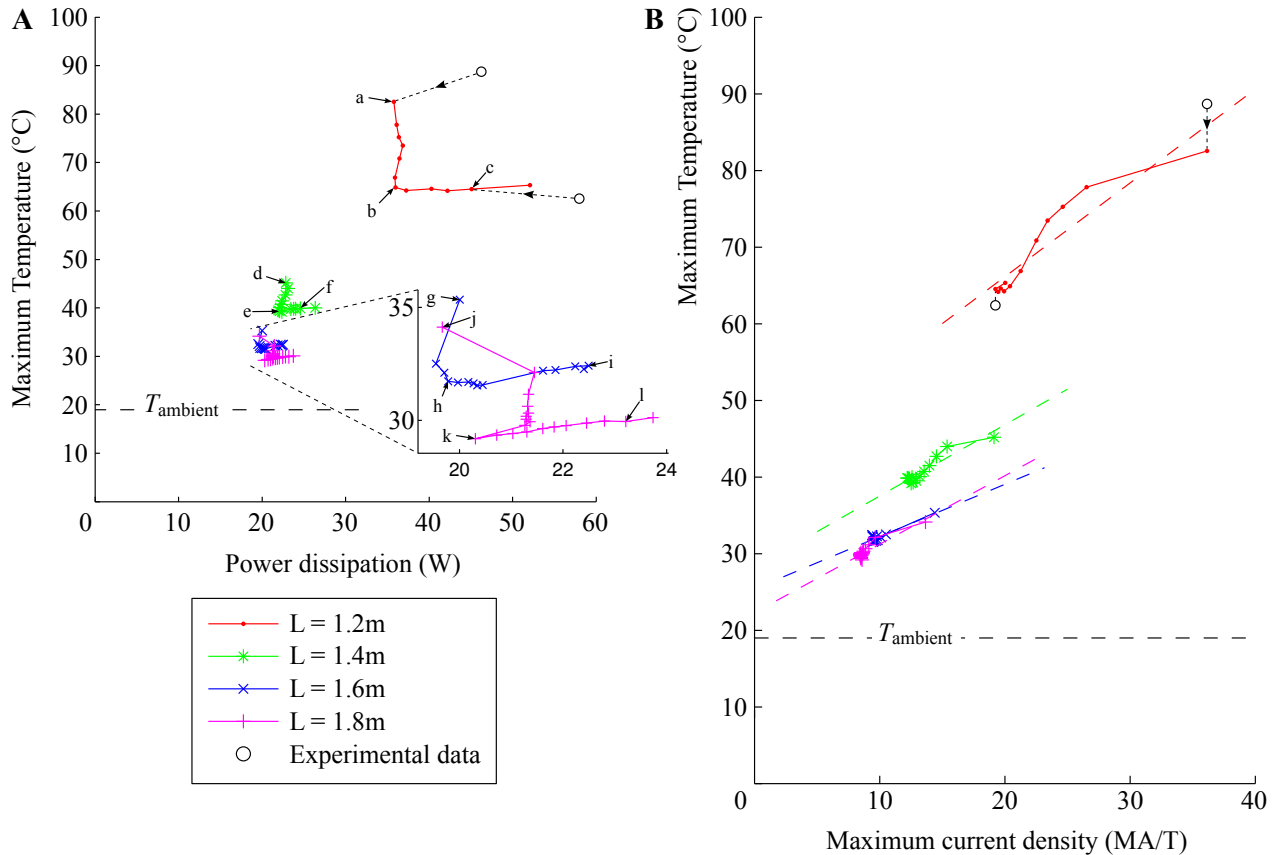 A
Maximum Temperature (°C)
100
90
80
70
60
50
40
30
20
10
0
a
b
c
d
e
f
T ambient
35
30
g
h
i
j
k
l
20
22
24
0
10
20
30
40
50
60
Power dissipation (W)
L = 1.2m
L = 1.4m
L = 1.6m
L = 1.8m
Experimental data
B
Maximum Temperature (°C)
100
90
80
70
60
50
40
30
20
10
0
T ambient
10
20
30
40
Maximum current density (MA/T)